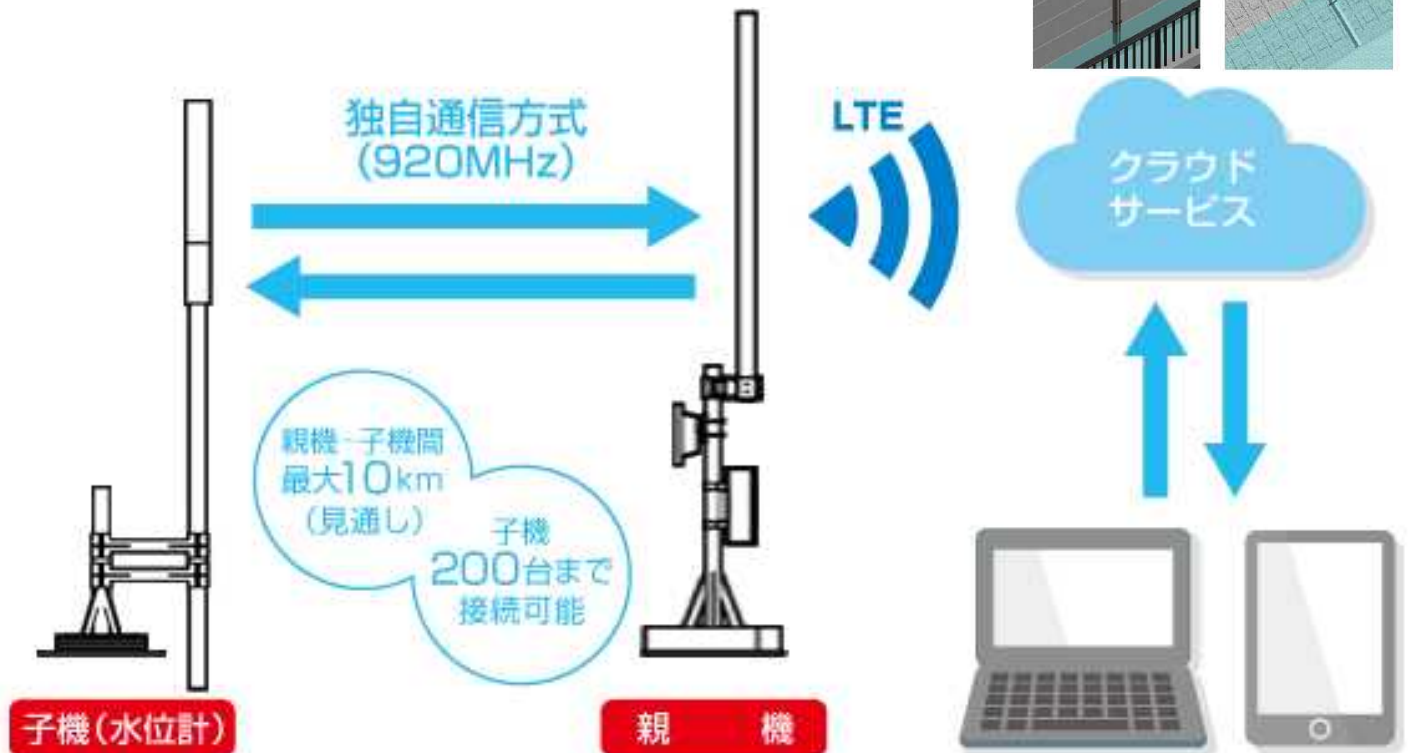 独自通信方式
(920MHz)
LTE
クラウド
サービス
親機-子機間
最大10km
(見通し)
子機
200台まで
接続可能
子機(水位計)
親 機